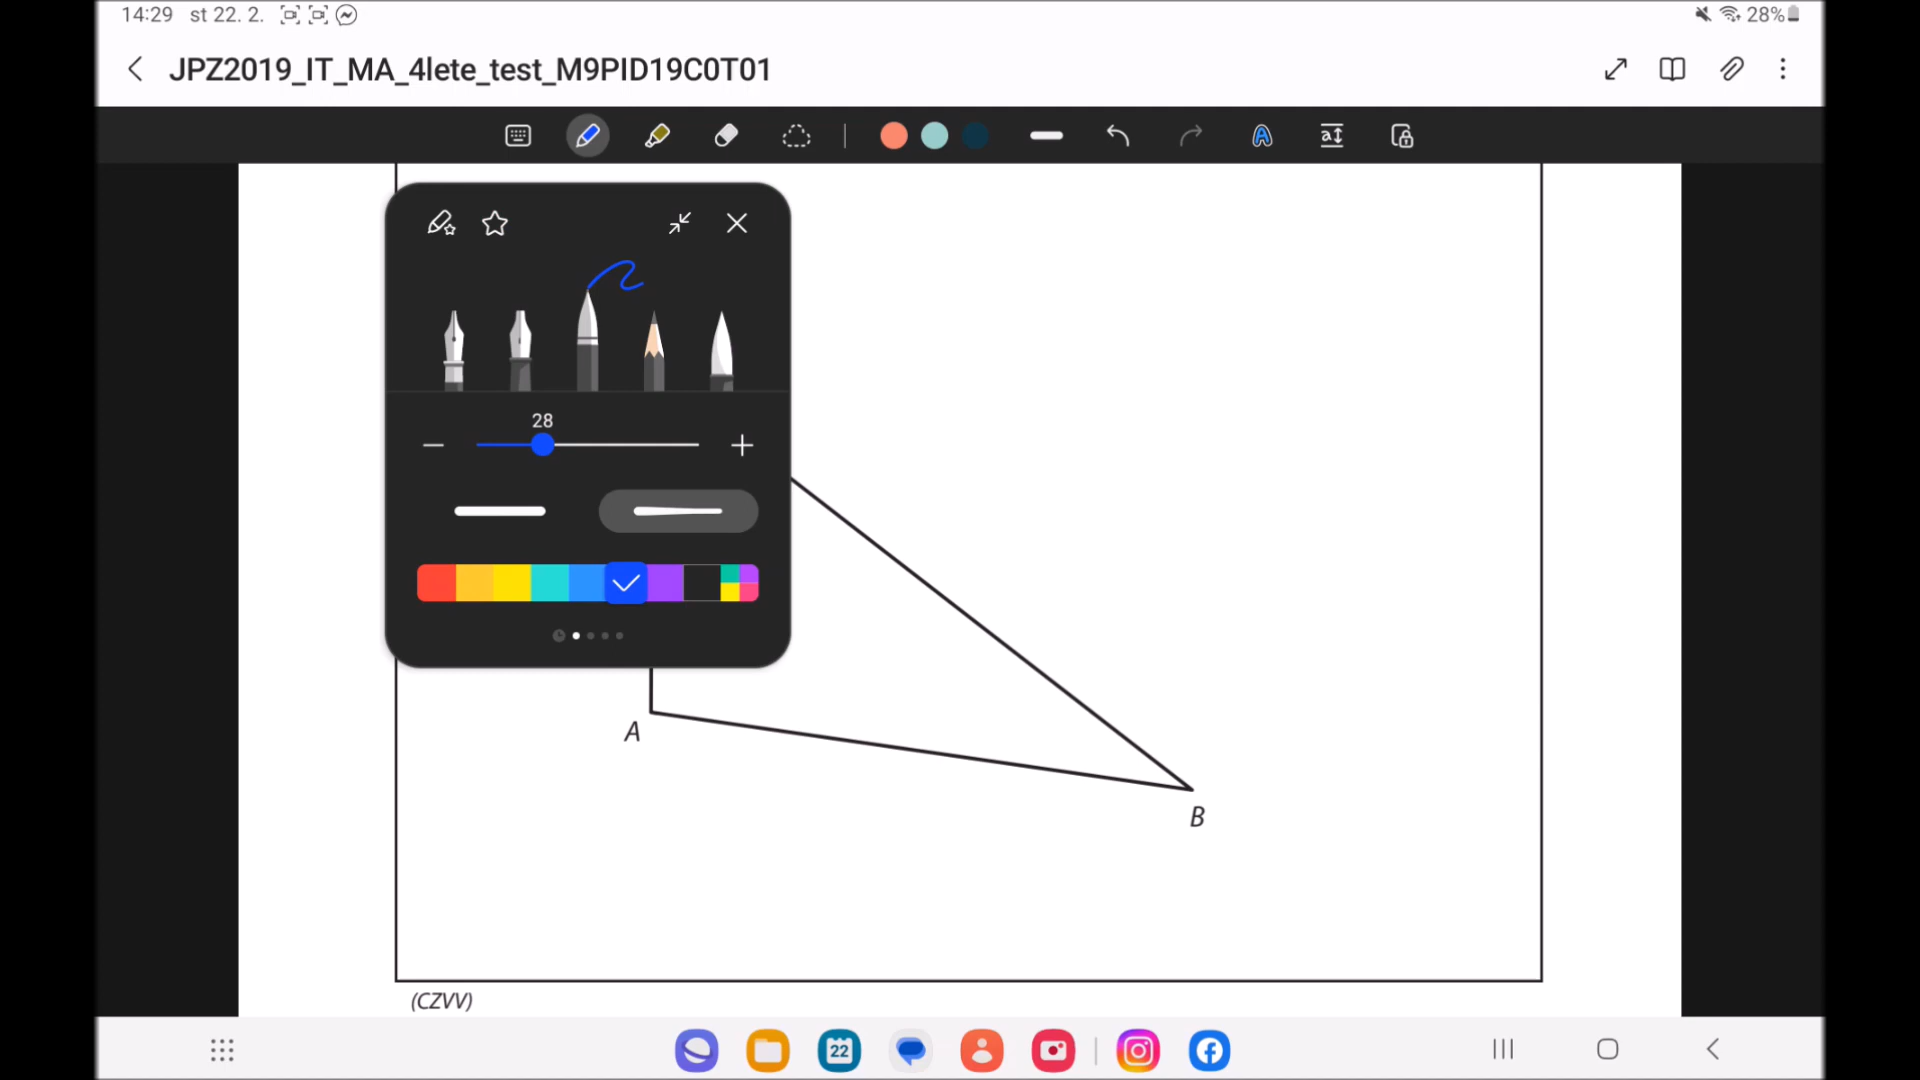 14:29 st 22. 2. 28%
JPZ2019_IT_MA_4lete_test_M9PID19C0T01
A a
28
A
B
(CZVV)
22